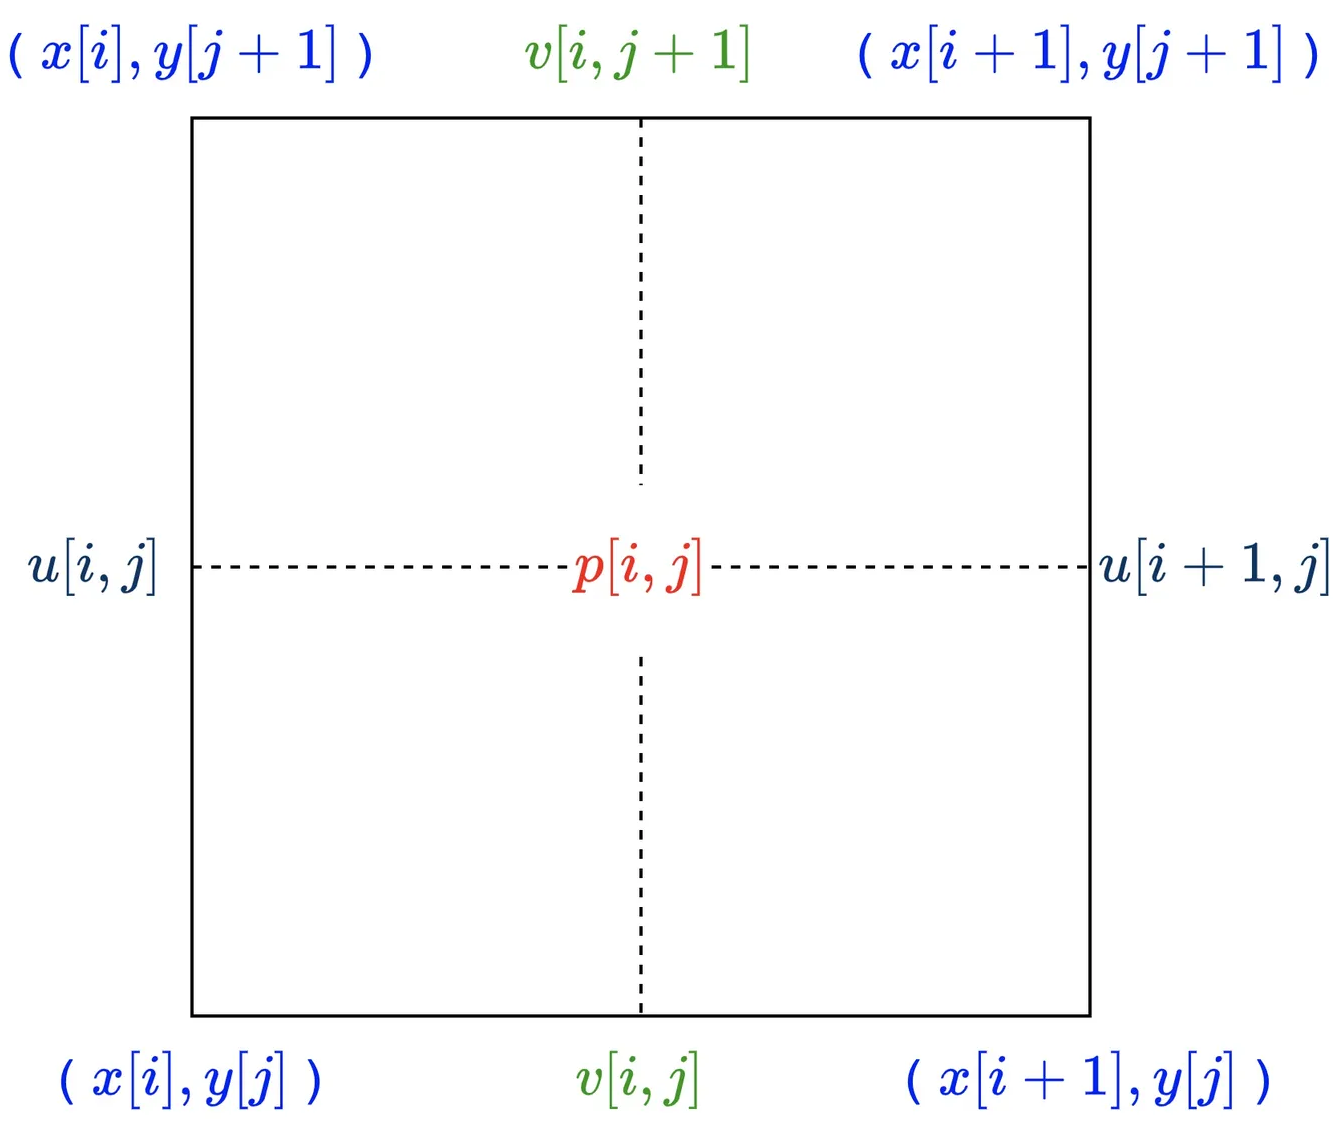 ( x[i], y[j + 1] ) v[i, j + 1] ( x[i + 1], y[j + 1] )
u[i, j] p[i, j] u[i + 1, j]
( x[i], y[j] ) v[i, j] ( x[i + 1], y[j] )